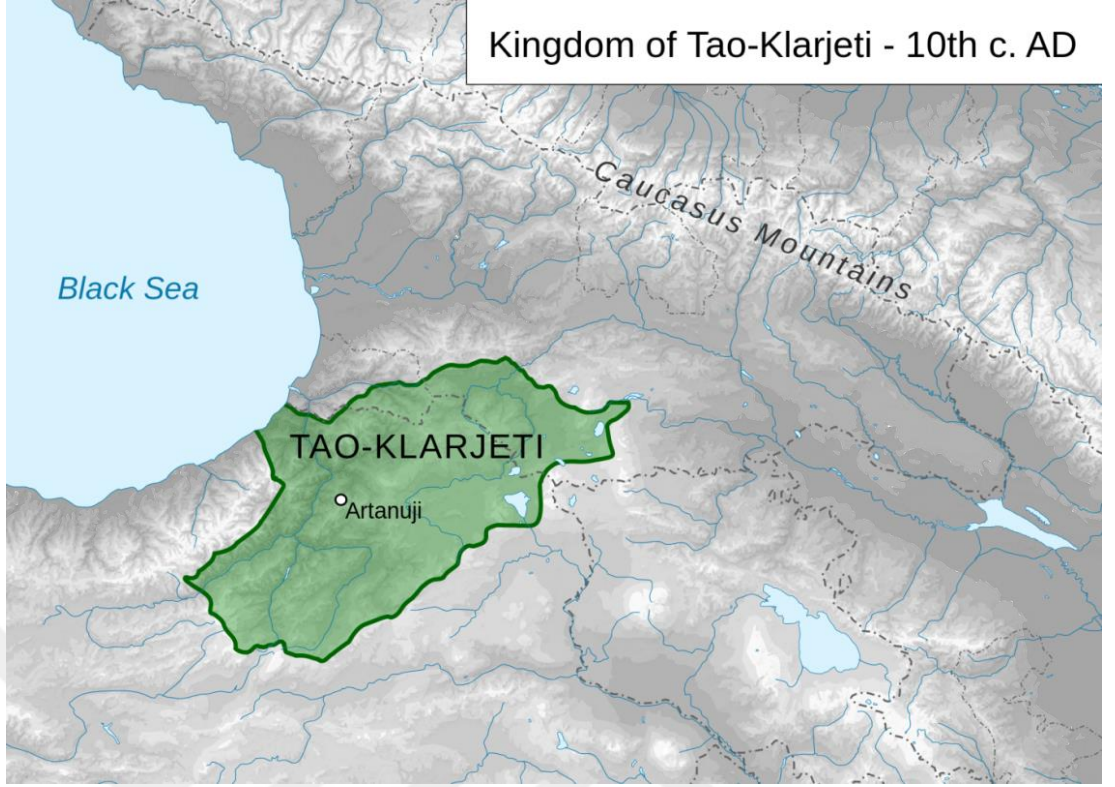 Kingdom of Tao-Klarjeti - 10th c. AD
Caucasus Mountains
Black Sea
TAO-KLARJETI
Artanuji